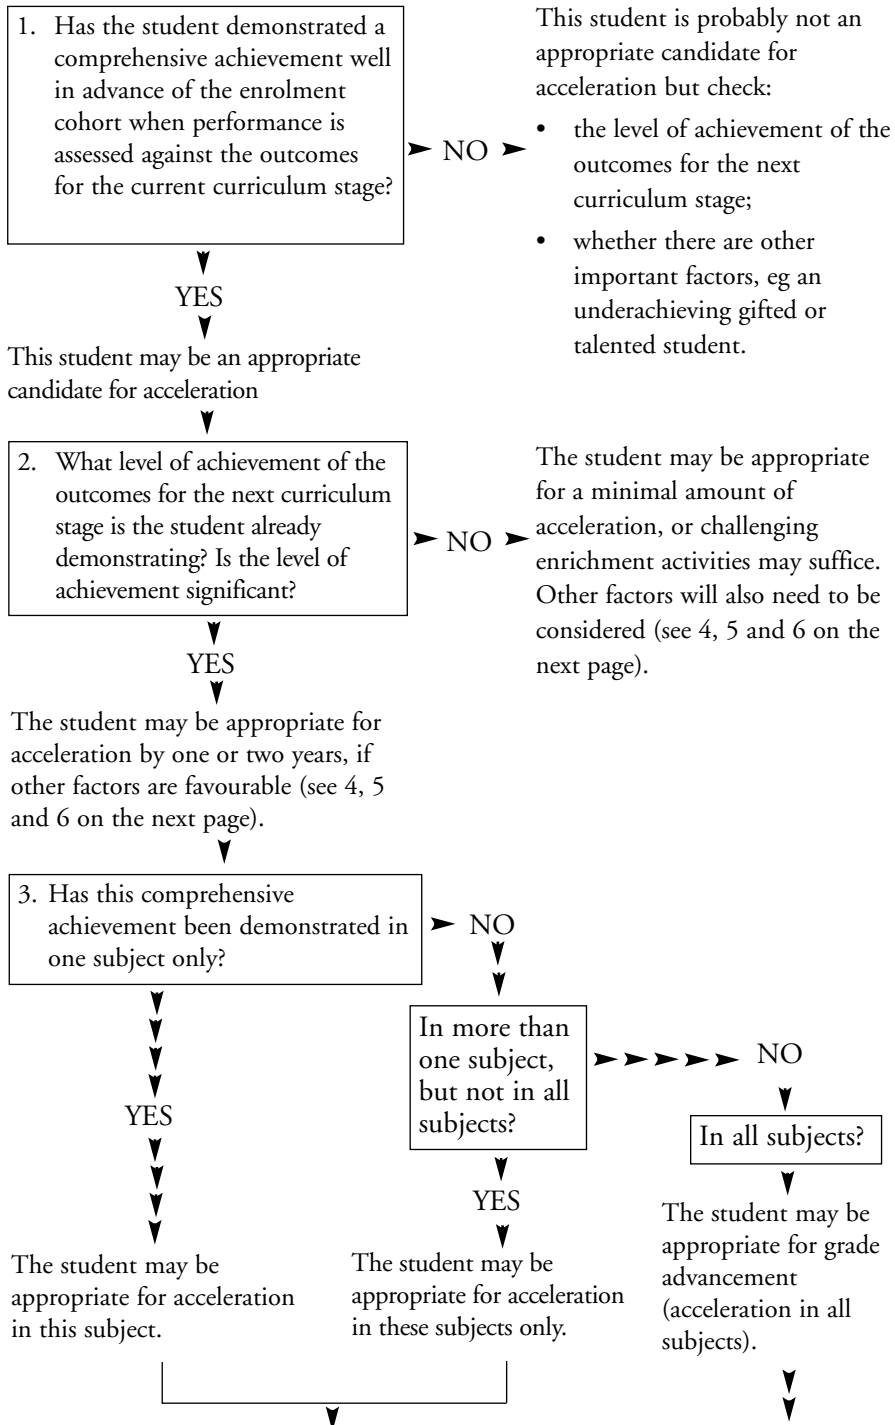 1. Has the student demonstrated a
comprehensive achievement well
in advance of the enrolment
cohort when performance is
assessed against the outcomes
for the current curriculum stage?
NO
This student is probably not an
appropriate candidate for
acceleration but check:
• the level of achievement of the
outcomes for the next
curriculum stage;
• whether there are other
important factors, eg an
underachieving gifted or
talented student.
YES
This student may be an appropriate
candidate for acceleration
2. What level of achievement of the
outcomes for the next curriculum
stage is the student already
demonstrating? Is the level of
achievement significant?
NO
The student may be appropriate
for a minimal amount of
acceleration, or challenging
enrichment activities may suffice.
Other factors will also need to be
considered (see 4, 5 and 6 on the
next page).
YES
The student may be appropriate for
acceleration by one or two years, if
other factors are favourable (see 4, 5
and 6 on the next page).
3. Has this comprehensive
achievement been demonstrated in
one subject only?
NO
In more than
one subject,
but not in all
subjects?
NO
In all subjects?
YES
The student may be
appropriate for acceleration
in this subject.
YES
The student may be
appropriate for acceleration
in these subjects only.
The student may be
appropriate for grade
advancement
(acceleration in all
subjects).